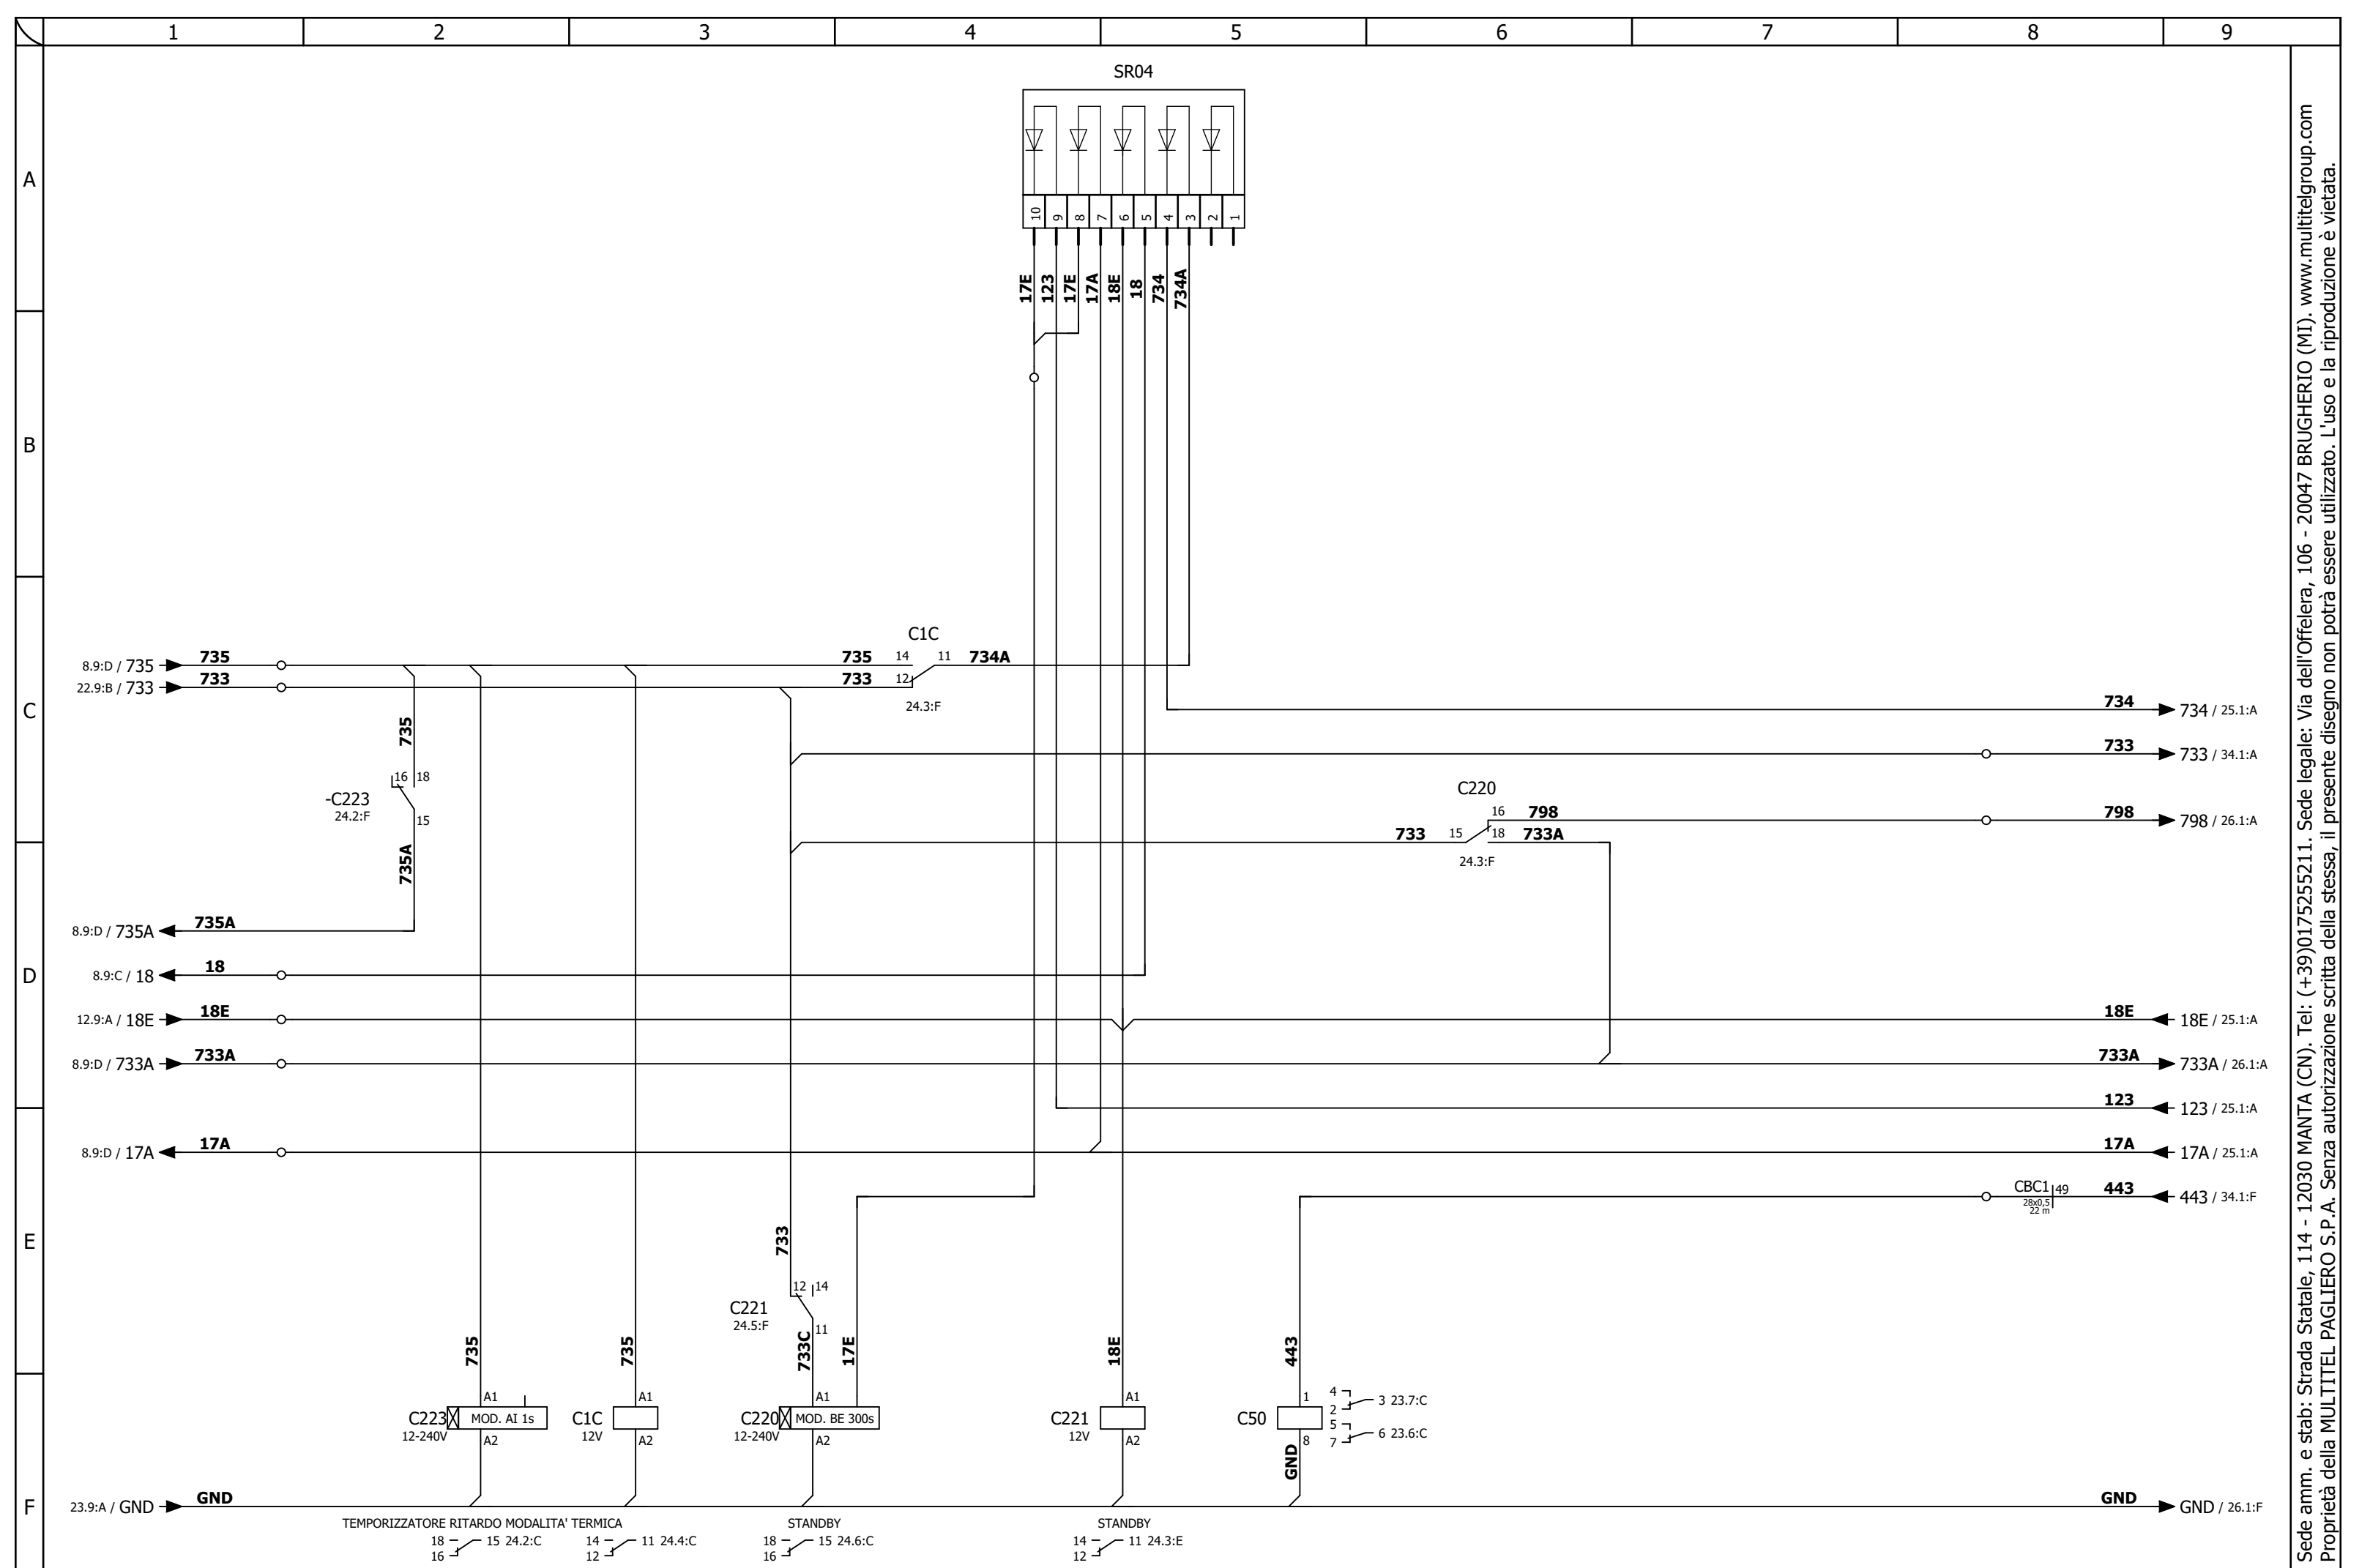 1 2 3 4 5 6 7 8 9
SR04
A
10 9 8 7 6 5 4 3 2 1
17E 123 17E 17A 18E 18 734 734A
B
C1C
8.9:D / 735 735 735 14 11 734A
22.9:B / 733 733 733 12
24.3:F
C
734 734 / 25.1:A
735
733 733 / 34.1:A
16 18
-C223
24.2:F
15
C220
16 798 798 798 / 26.1:A
733 15 18 733A
24.3:F
735A
8.9:D / 735A 735A
D
8.9:C / 18 18
12.9:A / 18E 18E 18E 18E / 25.1:A
8.9:D / 733A 733A 733A 733A / 26.1:A
123 123 / 25.1:A
8.9:D / 17A 17A 17A 17A / 25.1:A
CBC1 49 443 443 / 34.1:F
28x0,5
22 m
E
733
12 14
C221
24.5:F
11
735 735 733C 17E 18E 443
A1 A1 A1 A1 1
C223 MOD. AI 1s C1C C220 MOD. BE 300s C221 C50
12-240V 12V 12-240V 12V
A2 A2 A2 A2 8
4 3 23.7:C
2
5 6 23.6:C
7
GND
F
23.9:A / GND GND GND GND / 26.1:F
TEMPORIZZATORE RITARDO MODALITA' TERMICA STANDBY STANDBY
18 15 24.2:C 14 11 24.4:C 18 15 24.6:C 14 11 24.3:E
16 12 16 12
Sede amm. e stab: Strada Statale, 114 - 12030 MANTA (CN). Tel: (+39)0175255211. Sede legale: Via dell'Offelera, 106 - 20047 BRUGHERIO (MI). www.multitelgroup.com
Proprietà della MULTITEL PAGLIERO S.P.A. Senza autorizzazione scritta della stessa, il presente disegno non potrà essere utilizzato. L'uso e la riproduzione è vietata.